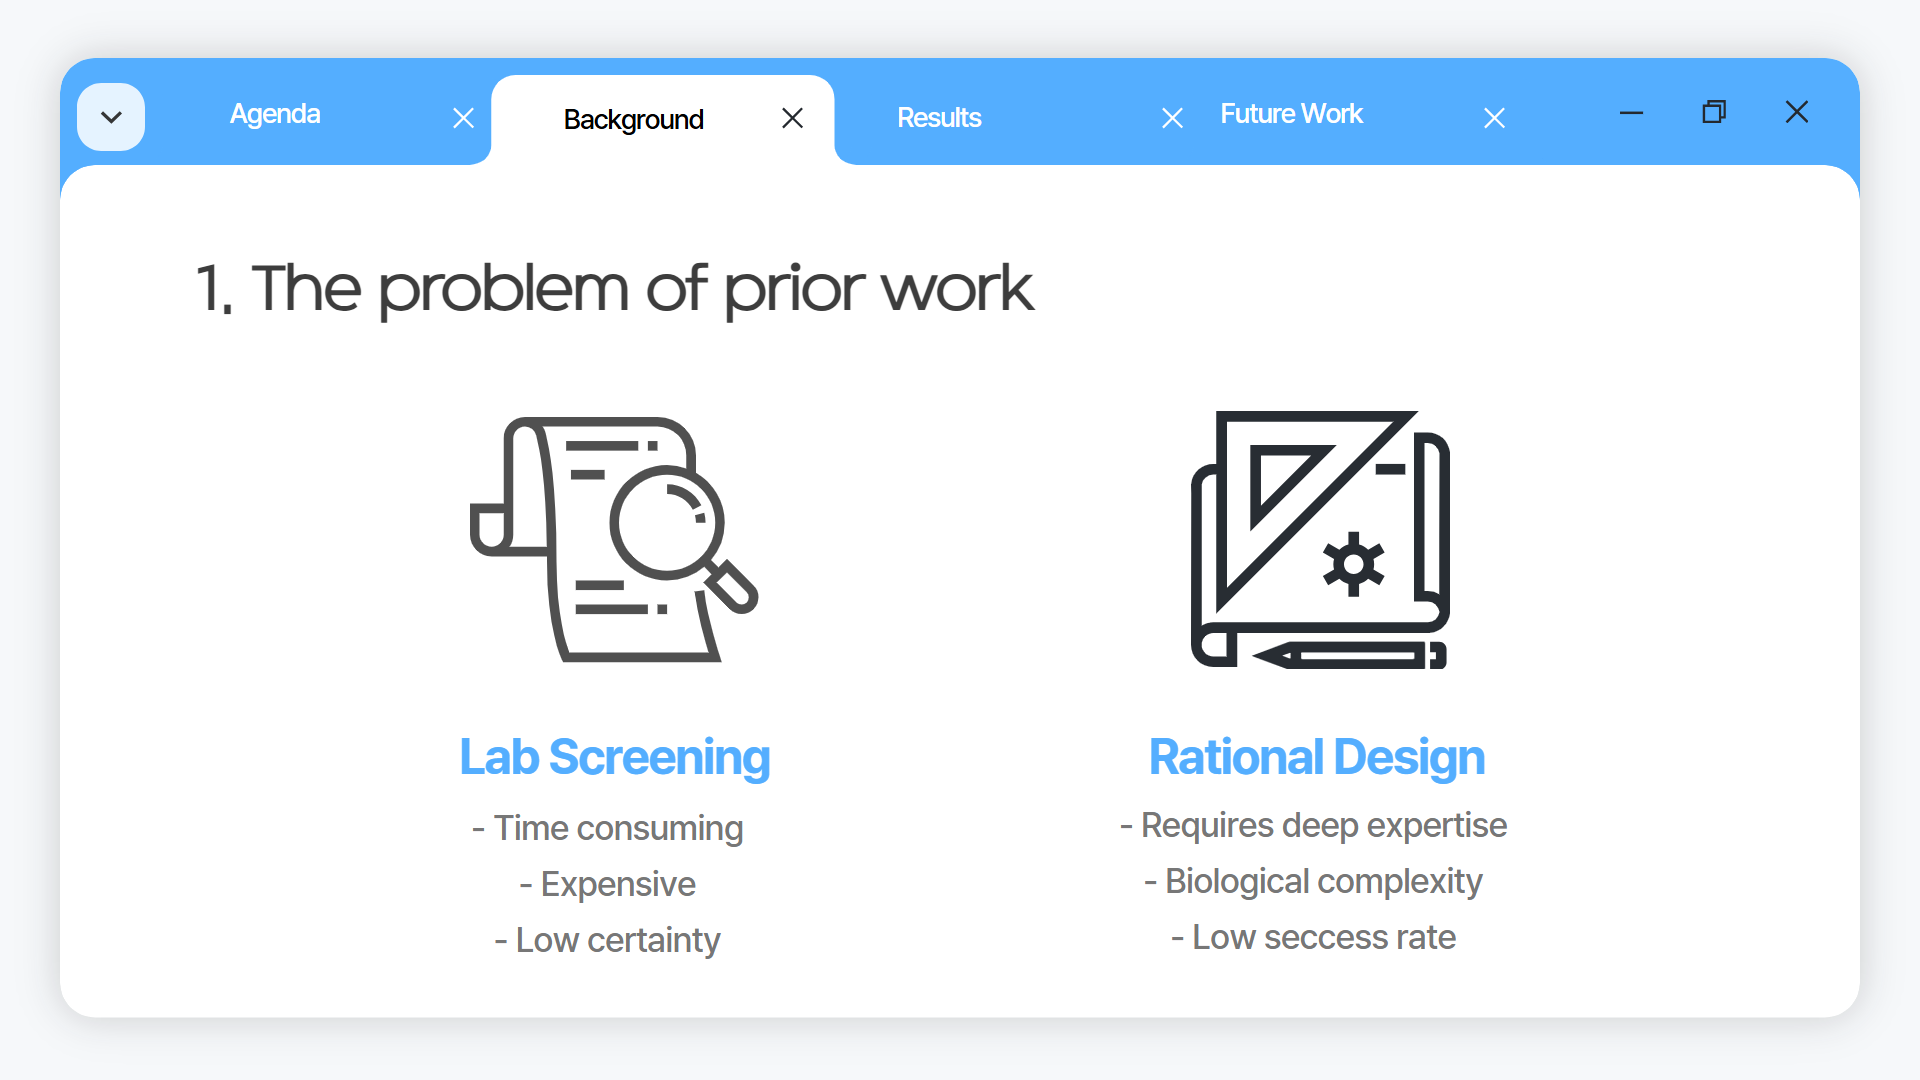 Agenda
Background
Results
Future Work
1. The problem of prior work
Lab Screening
- Time consuming
- Expensive
- Low certainty
Rational Design
- Requires deep expertise
- Biological complexity
- Low seccess rate